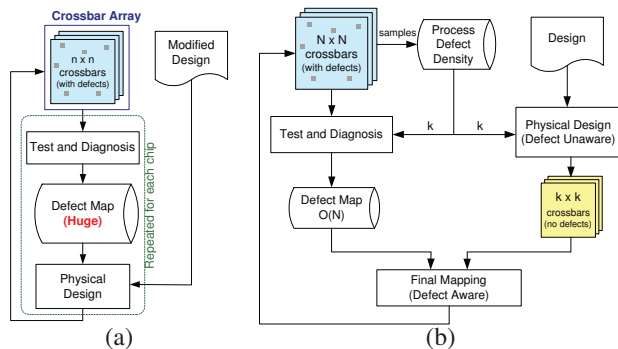 Crossbar Array
n x n
crossbars
(with defects)
Modified
Design
Test and Diagnosis
Defect Map
(Huge)
Physical
Design
Repeated for each chip
(a)
N x N
crossbars
(with defects)
samples
Process
Defect
Density
Design
Test and Diagnosis
k
k
Physical Design
(Defect Unaware)
Defect Map
O(N)
k x k
crossbars
(no defects)
Final Mapping
(Defect Aware)
(b)